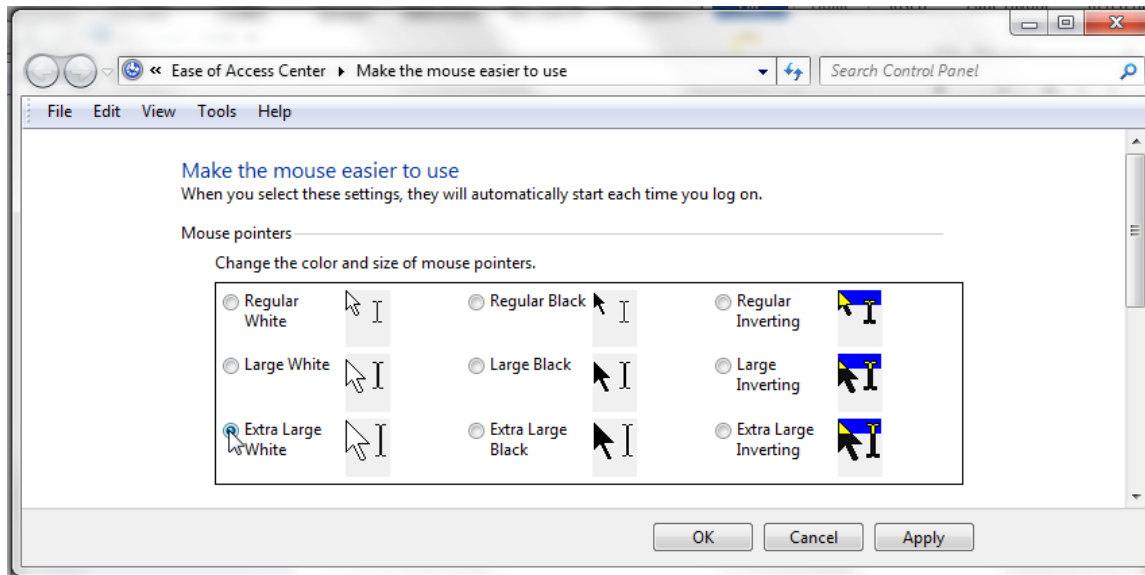 « Ease of Access Center ▸ Make the mouse easier to use
Search Control Panel
File Edit View Tools Help
Make the mouse easier to use
When you select these settings, they will automatically start each time you log on.
Mouse pointers
Change the color and size of mouse pointers.
Regular White
Regular Black
Regular Inverting
Large White
Large Black
Large Inverting
Extra Large White
Extra Large Black
Extra Large Inverting
OK Cancel Apply